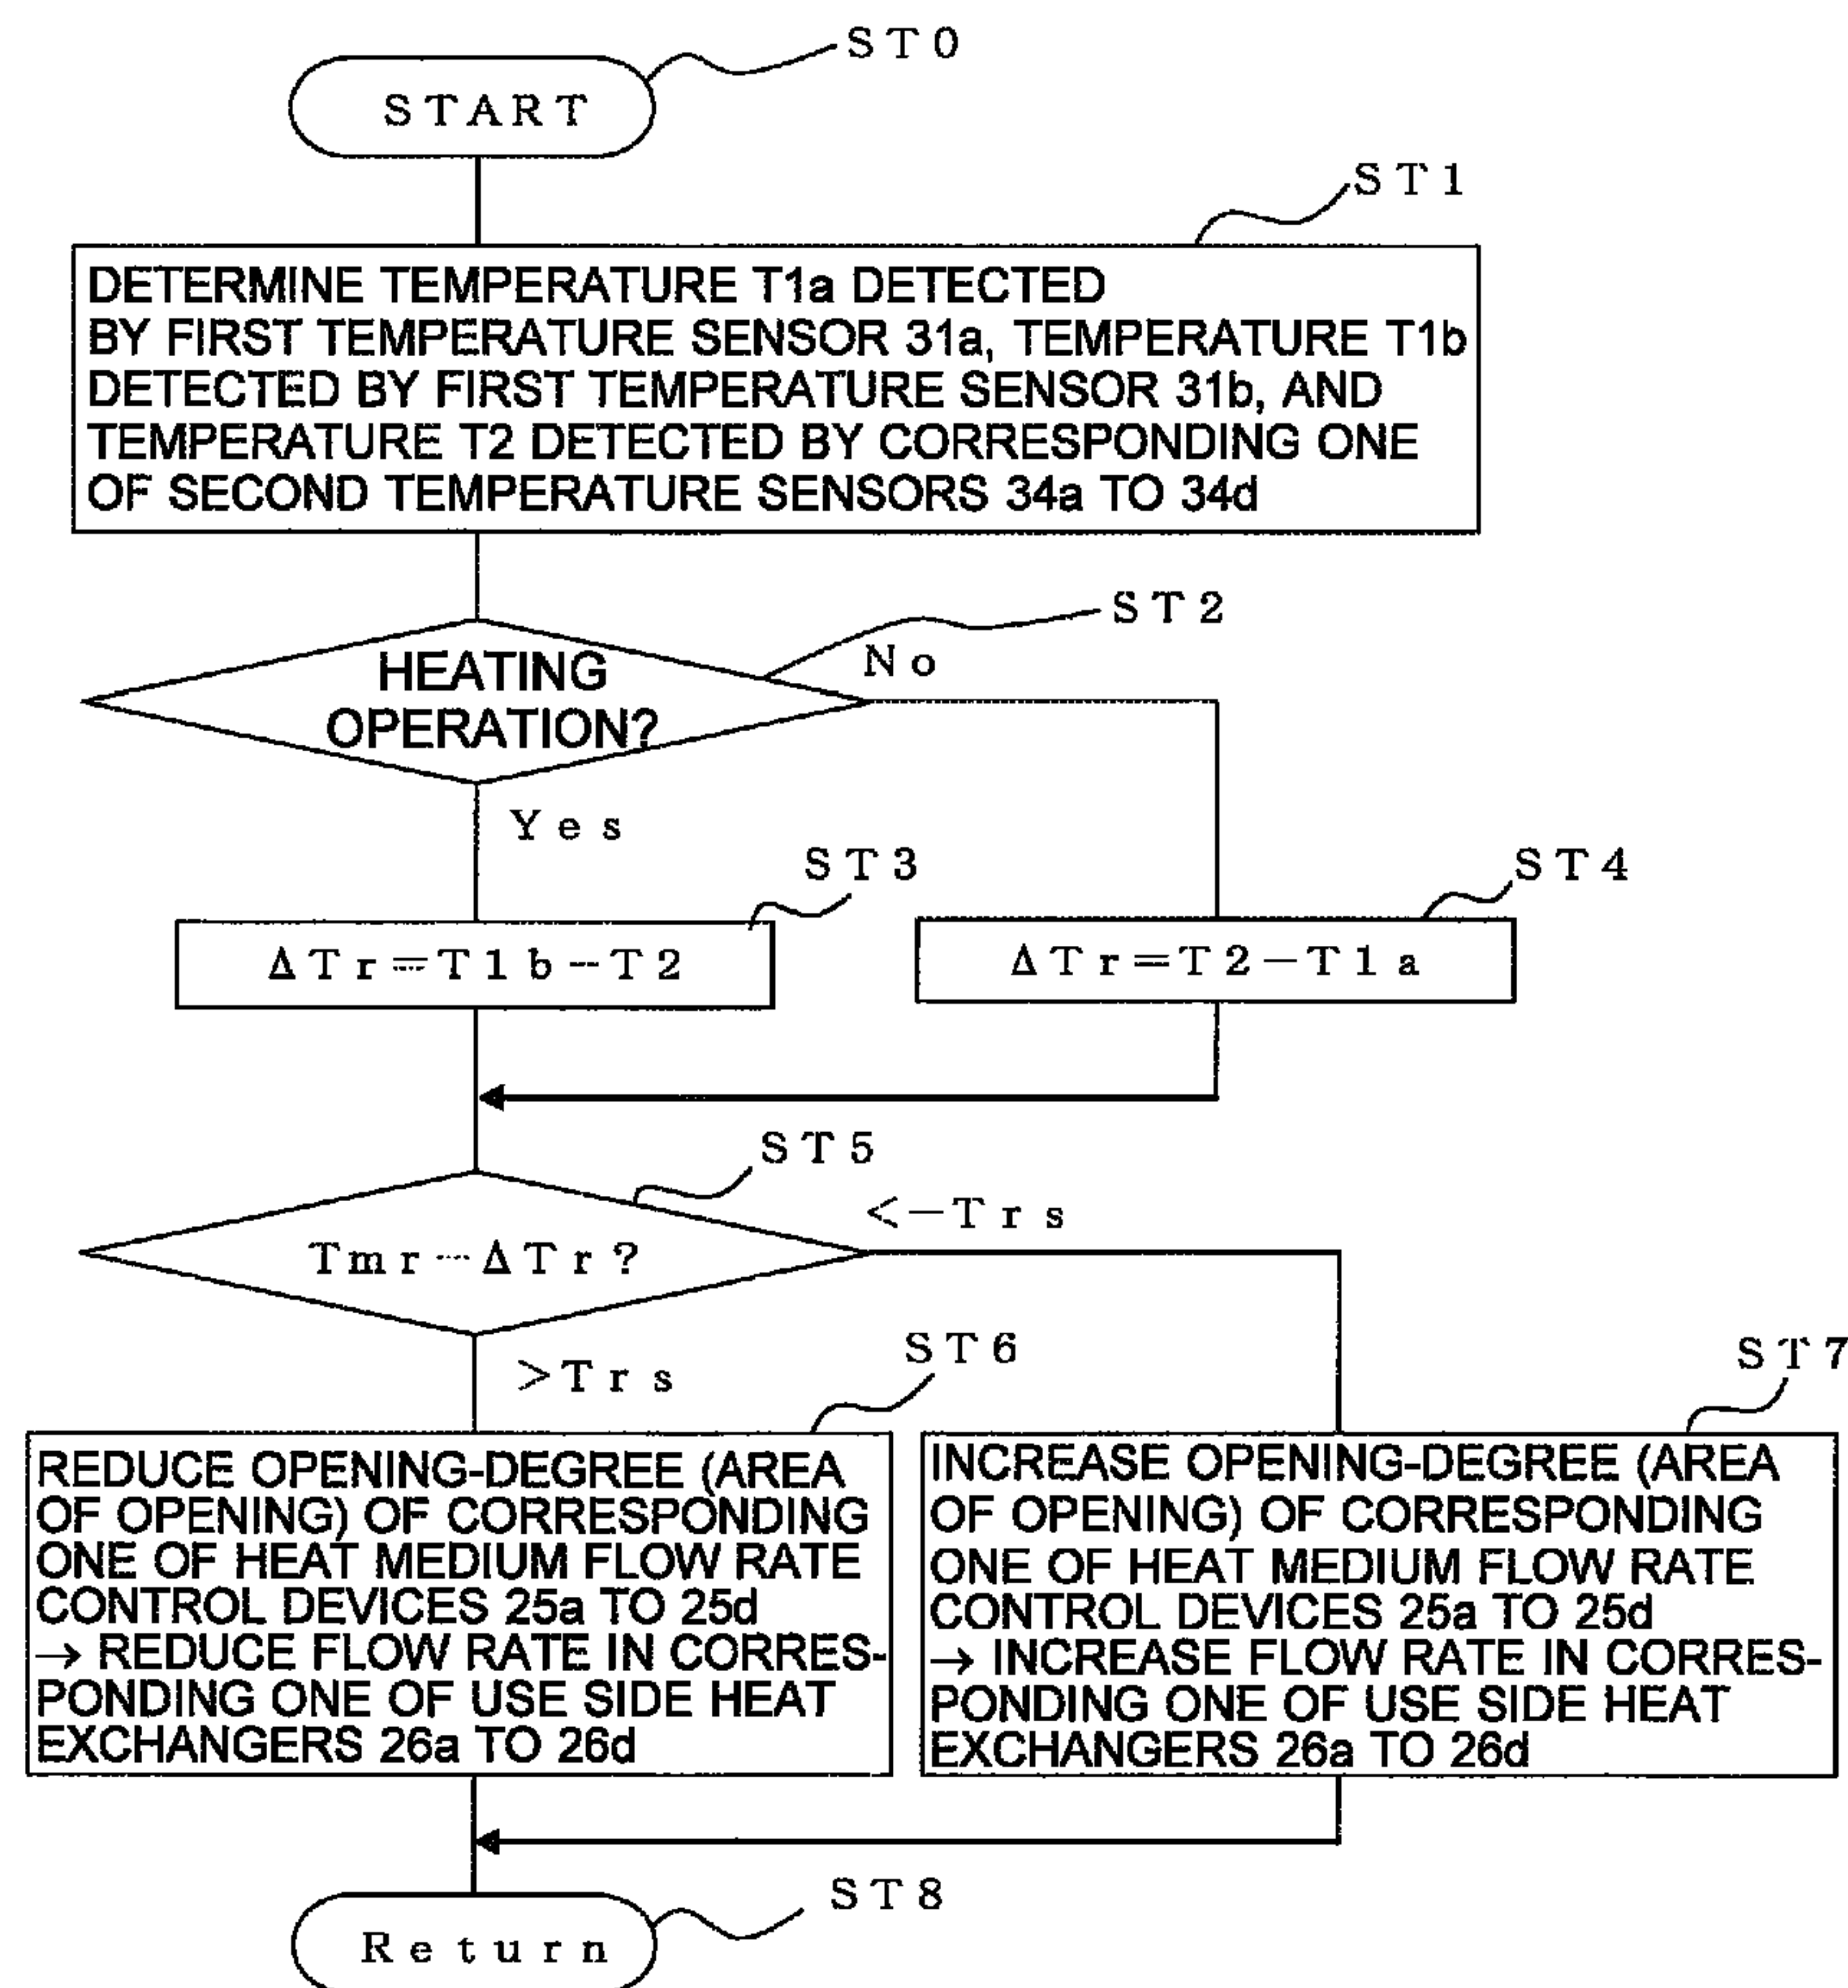 ST0
START
ST1
DETERMINE TEMPERATURE T1a DETECTED
BY FIRST TEMPERATURE SENSOR 31a, TEMPERATURE T1b
DETECTED BY FIRST TEMPERATURE SENSOR 31b, AND
TEMPERATURE T2 DETECTED BY CORRESPONDING ONE
OF SECOND TEMPERATURE SENSORS 34a TO 34d
ST2
HEATING
OPERATION?
No
Yes
ST3
ΔTr=T1b-T2
ST4
ΔTr=T2-T1a
ST5
Tmr-ΔTr?
<-Trs
>Trs
ST6
REDUCE OPENING-DEGREE (AREA
OF OPENING) OF CORRESPONDING
ONE OF HEAT MEDIUM FLOW RATE
CONTROL DEVICES 25a TO 25d
→ REDUCE FLOW RATE IN CORRES-
PONDING ONE OF USE SIDE HEAT
EXCHANGERS 26a TO 26d
ST7
INCREASE OPENING-DEGREE (AREA
OF OPENING) OF CORRESPONDING
ONE OF HEAT MEDIUM FLOW RATE
CONTROL DEVICES 25a TO 25d
→ INCREASE FLOW RATE IN CORRES-
PONDING ONE OF USE SIDE HEAT
EXCHANGERS 26a TO 26d
ST8
Return